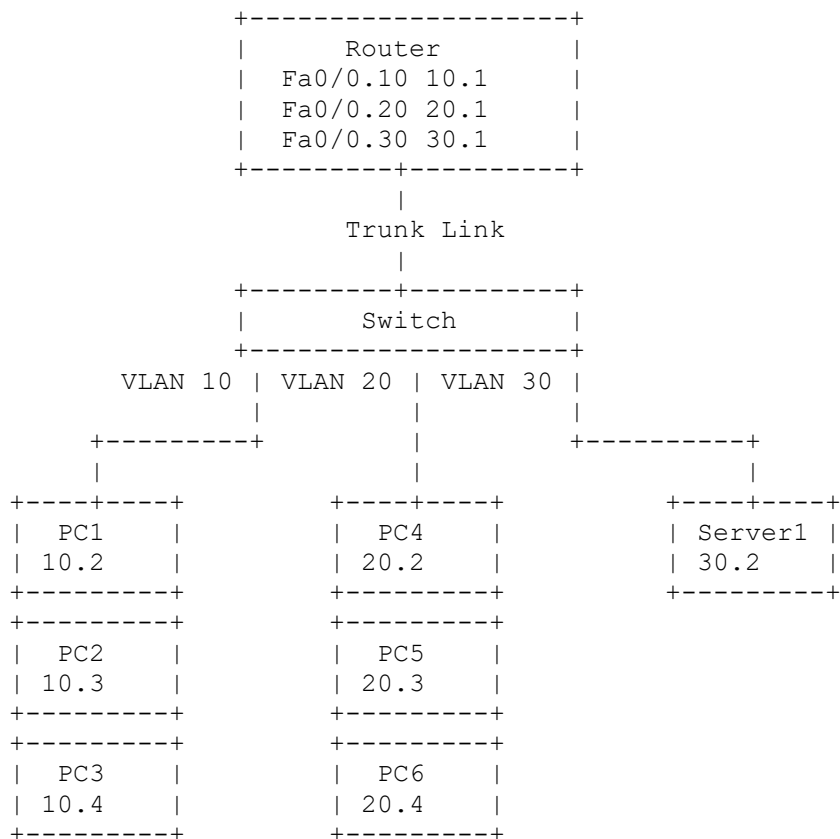 Router
Fa0/0.10 10.1
Fa0/0.20 20.1
Fa0/0.30 30.1
Trunk Link
Switch
VLAN 10 | VLAN 20 | VLAN 30 |
PC1 PC4 Server1
10.2 20.2 30.2
PC2 PC5
10.3 20.3
PC3 PC6
10.4 20.4